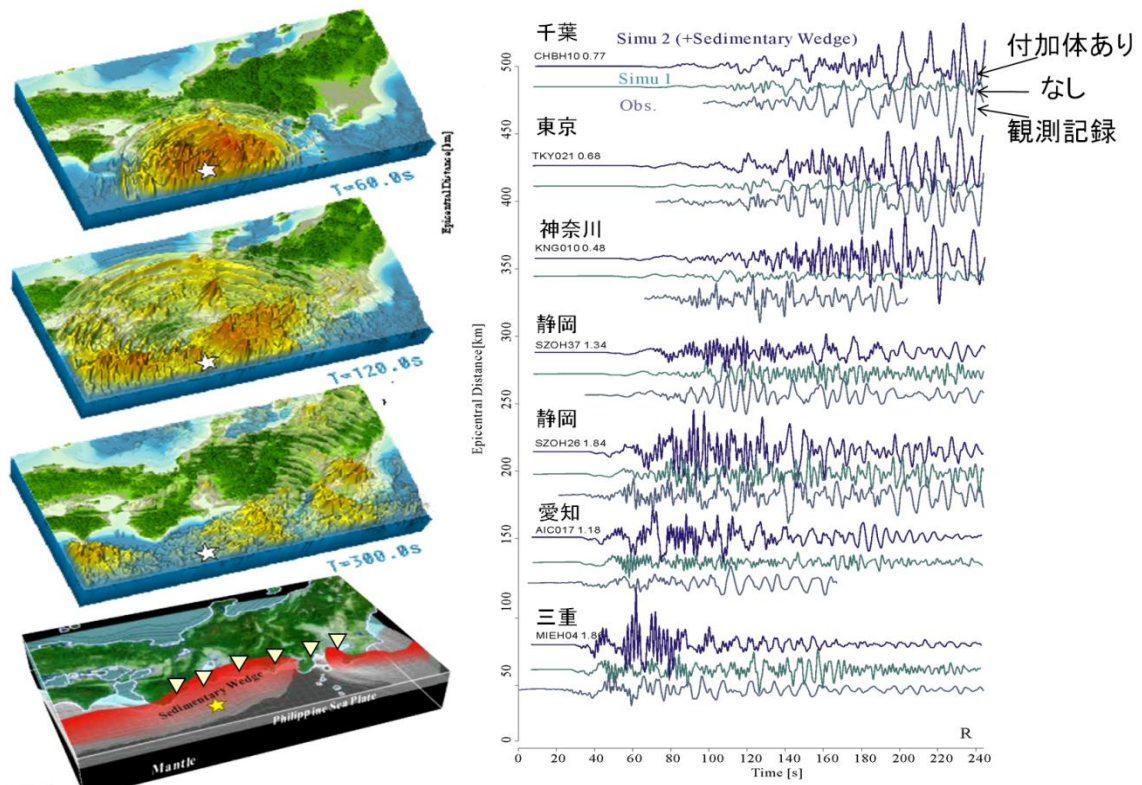 T=60.0s
T=120.0s
T=300.0s
Sedimentary Wedge
Philippine Sea Plate
Mantle
Epicentral Distance[km]
千葉
Simu 2 (+Sedimentary Wedge)
CHBH10 0.77
Simu 1
Obs.
付加体あり
なし
観測記録
東京
TKY021 0.68
神奈川
KNG010 0.48
静岡
SZOH37 1.34
静岡
SZOH26 1.84
愛知
AIC017 1.18
三重
MIEH04 1.86
Epicentral Distance[km]
500
450
400
350
300
250
200
150
100
50
0
R
0 20 40 60 80 100 120 140 160 180 200 220 240
Time [s]